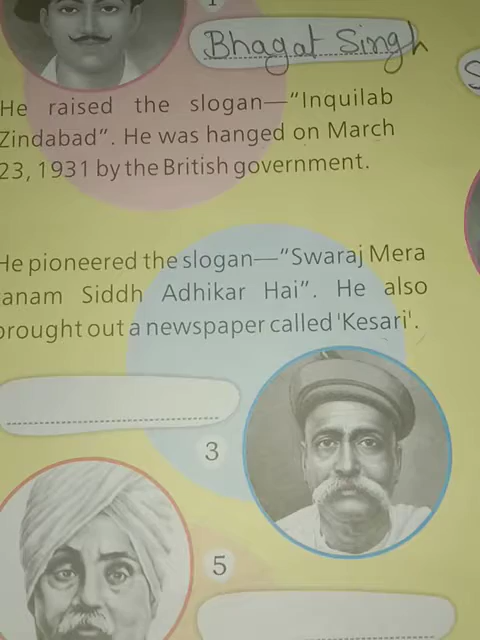 1
Bhagat Singh
He raised the slogan—"Inquilab
Zindabad". He was hanged on March
23, 1931 by the British government.
He pioneered the slogan—"Swaraj Mera
anam Siddh Adhikar Hai". He also
brought out a newspaper called 'Kesari'.
3
5